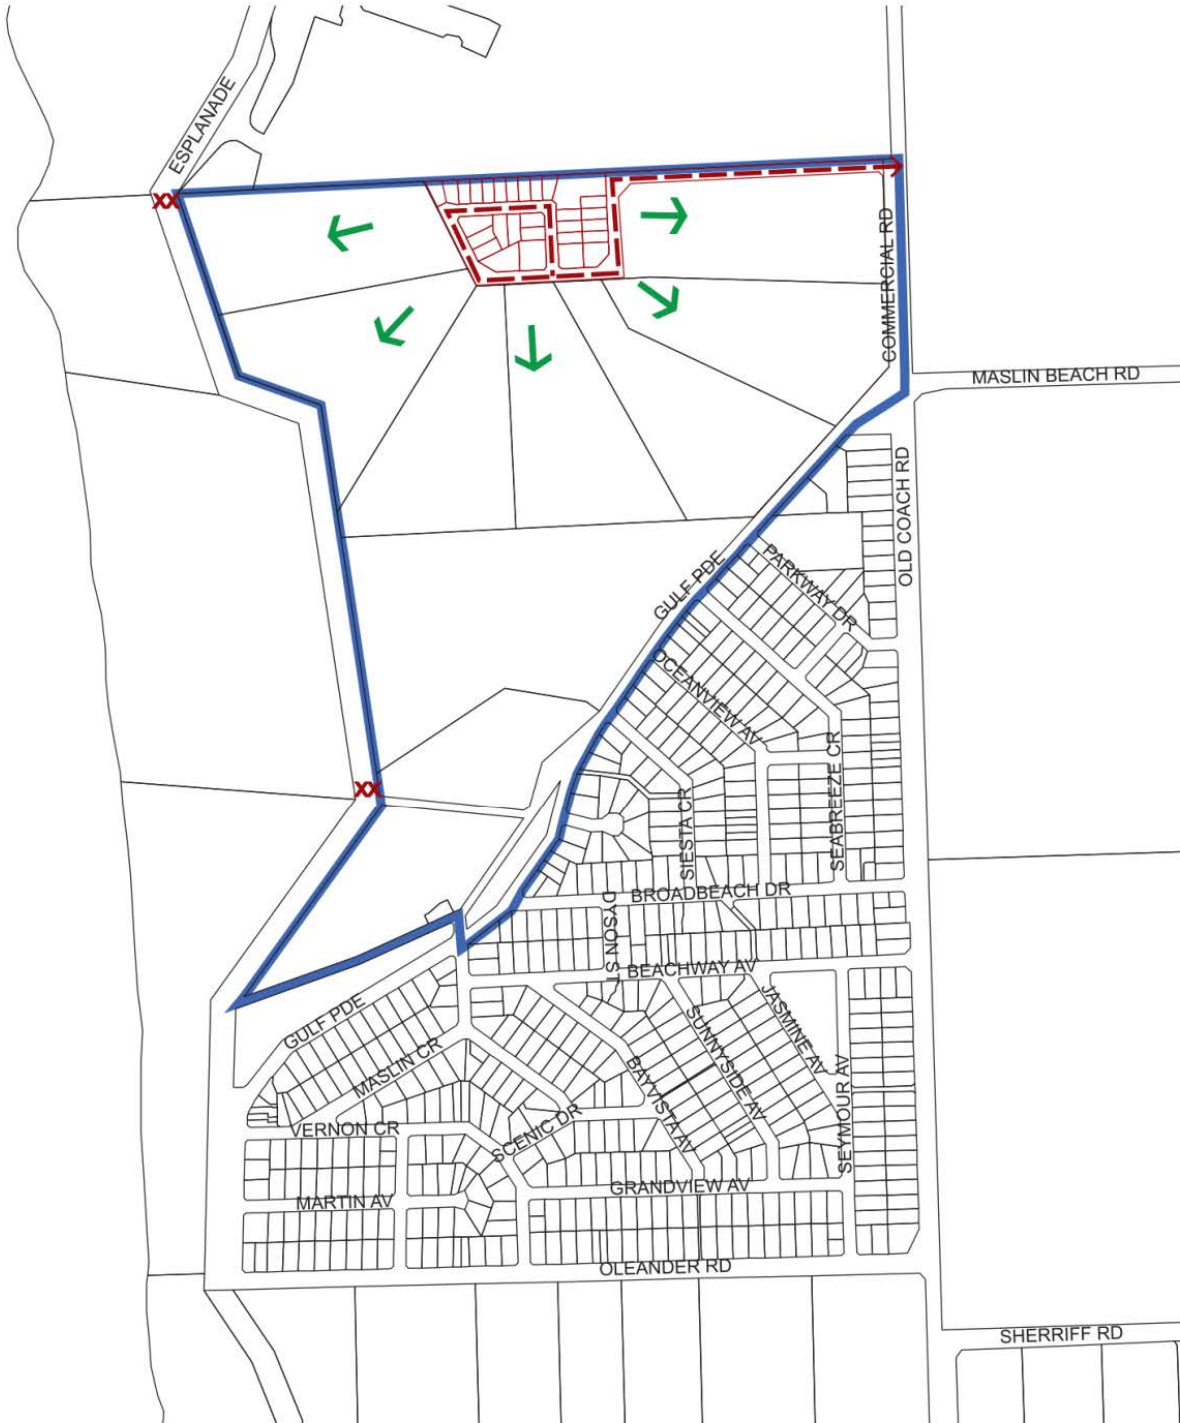 ESPLANADE
XX
COMMERCIAL RD
MASLIN BEACH RD
OLD COACH RD
GULF PDE
PARKWAY DR
OCEANVIEW AV
SEABREEZE CR
XX
SIESTA CR
BROADBEACH DR
DYSON ST
BEACHWAY AV
GULF PDE
JASMINE AV
SUNNYSIDE AV
MASLIN CR
BAYVISTA AV
SEYMOUR AV
VERNON CR
SCENIC DR
GRANDVIEW AV
MARTIN AV
OLEANDER RD
SHERRIFF RD